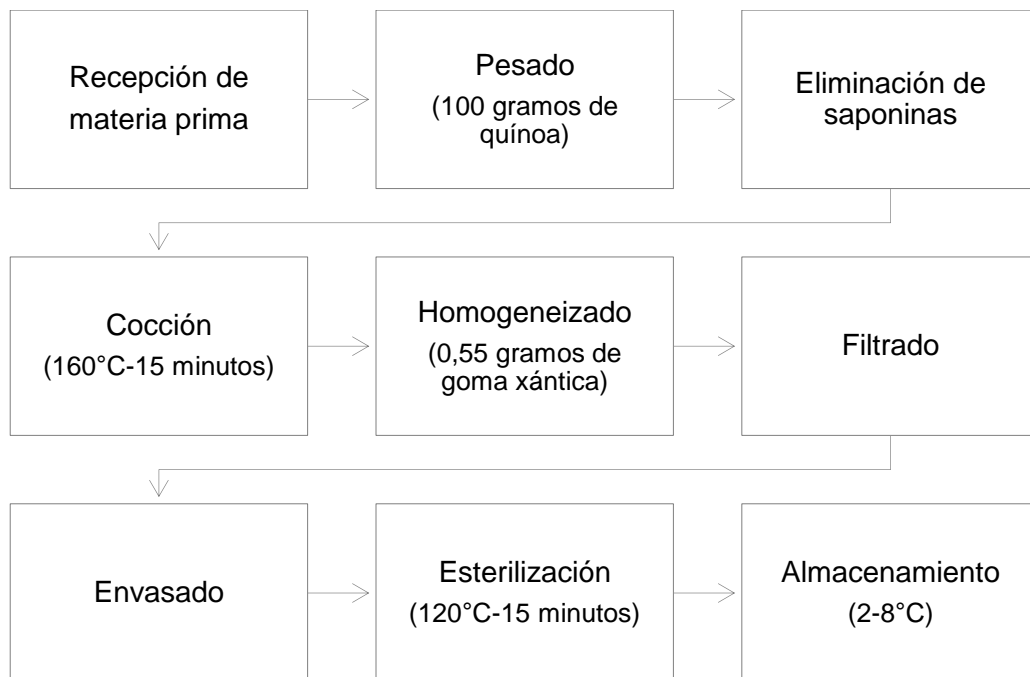 Recepción de
materia prima
Pesado
(100 gramos de
quínoa)
Eliminación de
saponinas
Cocción
(160°C-15 minutos)
Homogeneizado
(0,55 gramos de
goma xántica)
Filtrado
Envasado
Esterilización
(120°C-15 minutos)
Almacenamiento
(2-8°C)